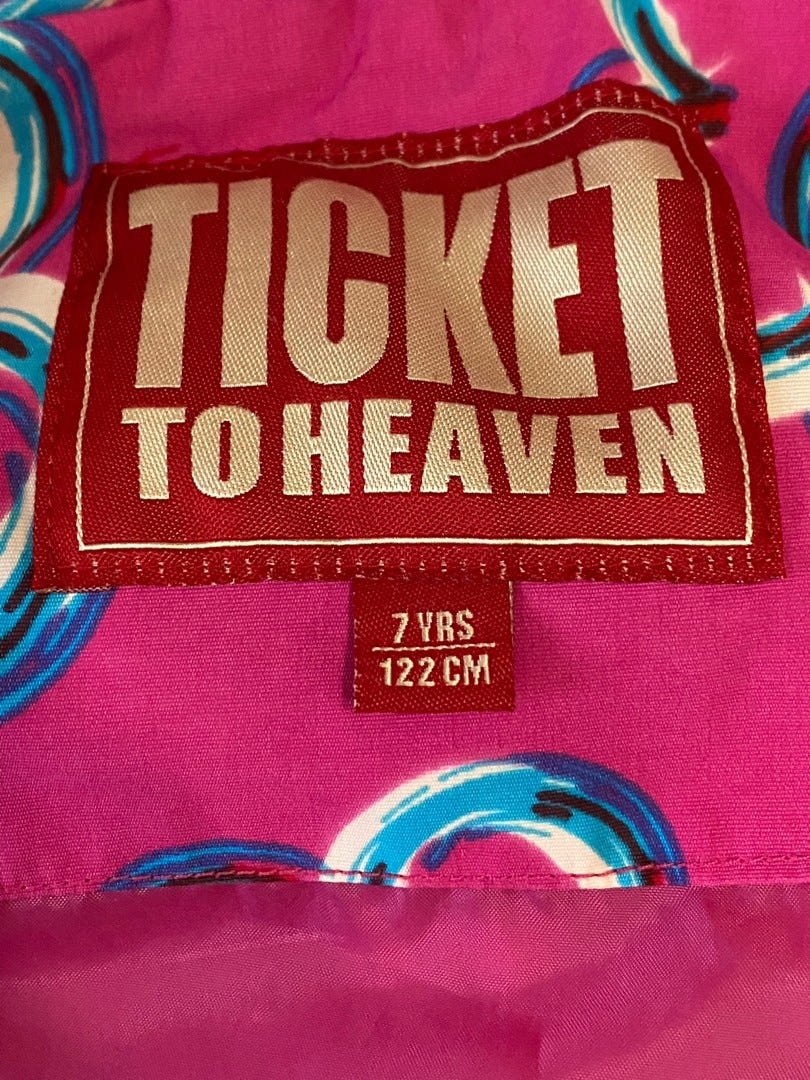 TICKET
TO HEAVEN
7 YRS
122 CM